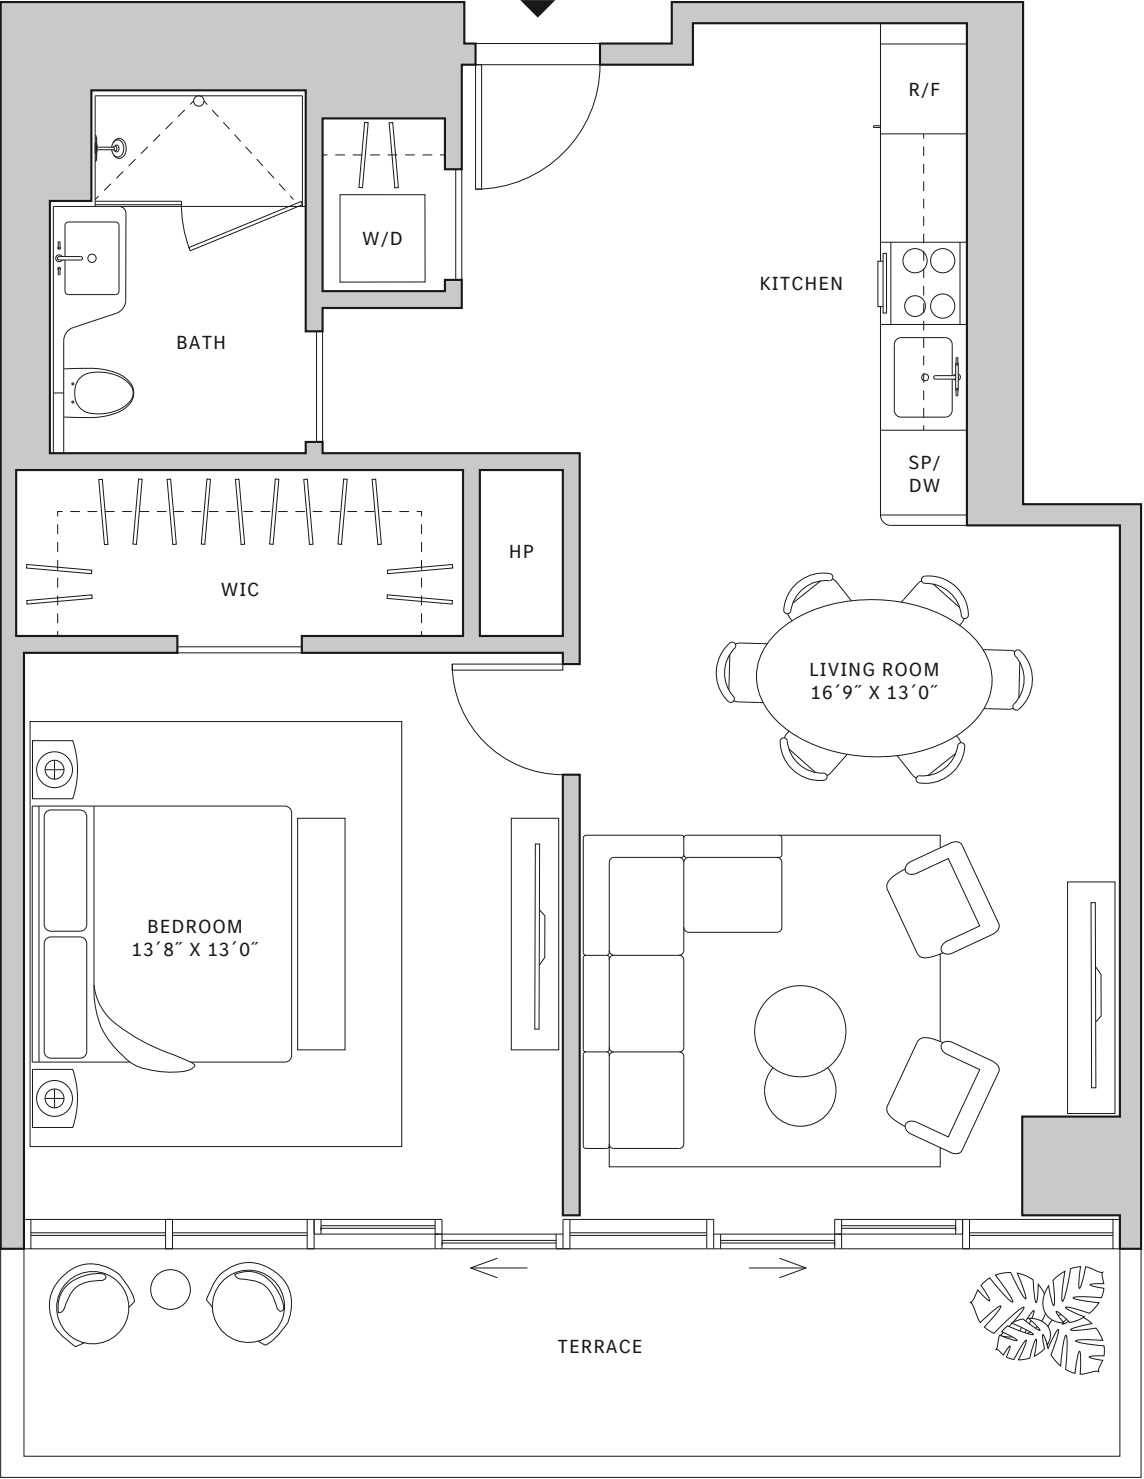 R/F
W/D
KITCHEN
BATH
SP/
DW
HP
WIC
LIVING ROOM
16´9˝ X 13´0˝
BEDROOM
13´8˝ X 13´0˝
TERRACE